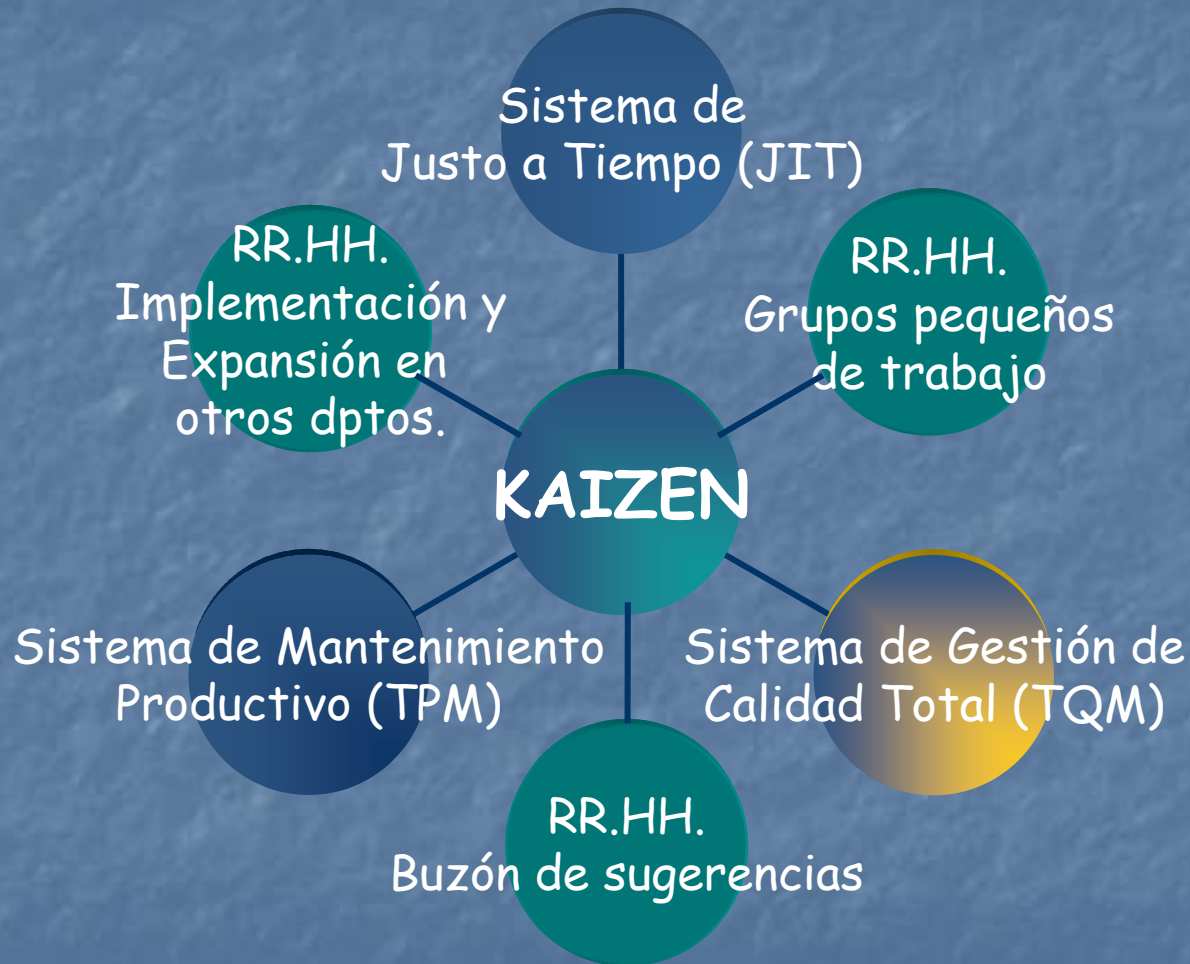 Sistema de
Justo a Tiempo (JIT)
RR.HH.
Implementación y
Expansión en
otros dptos.
RR.HH.
Grupos pequeños
de trabajo
KAIZEN
Sistema de Mantenimiento
Productivo (TPM)
Sistema de Gestión de
Calidad Total (TQM)
RR.HH.
Buzón de sugerencias